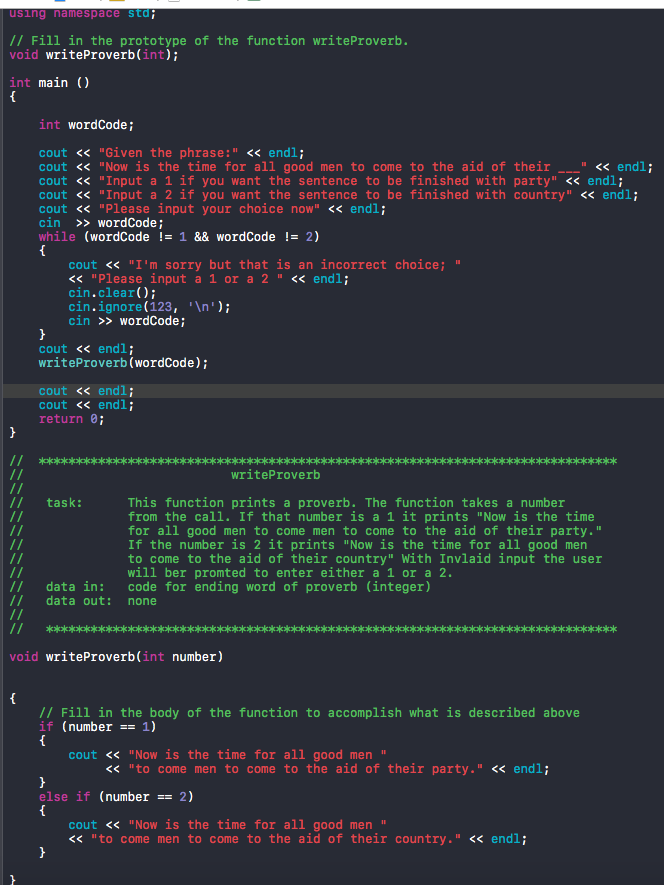 using namespace std;
// Fill in the prototype of the function writeProverb.
void writeProverb(int);
int main ()
{
int wordCode;
cout << "Given the phrase:" << endl;
cout << "Now is the time for all good men to come to the aid of their ___" << endl;
cout << "Input a 1 if you want the sentence to be finished with party" << endl;
cout << "Input a 2 if you want the sentence to be finished with country" << endl;
cout << "Please input your choice now" << endl;
cin >> wordCode;
while (wordCode != 1 && wordCode != 2)
{
cout << "I'm sorry but that is an incorrect choice; "
<< "Please input a 1 or a 2 " << endl;
cin.clear();
cin.ignore(123, '\n');
cin >> wordCode;
}
cout << endl;
writeProverb(wordCode);
cout << endl;
cout << endl;
return 0;
}
// ******************************************************************************
// writeProverb
//
// task: This function prints a proverb. The function takes a number
// from the call. If that number is a 1 it prints "Now is the time
// for all good men to come men to come to the aid of their party."
// If the number is 2 it prints "Now is the time for all good men
// to come to the aid of their country" With Invlaid input the user
// will ber promted to enter either a 1 or a 2.
// data in: code for ending word of proverb (integer)
// data out: none
//
// *****************************************************************************
void writeProverb(int number)
{
// Fill in the body of the function to accomplish what is described above
if (number == 1)
{
cout << "Now is the time for all good men "
<< "to come men to come to the aid of their party." << endl;
}
else if (number == 2)
{
cout << "Now is the time for all good men "
<< "to come men to come to the aid of their country." << endl;
}
}